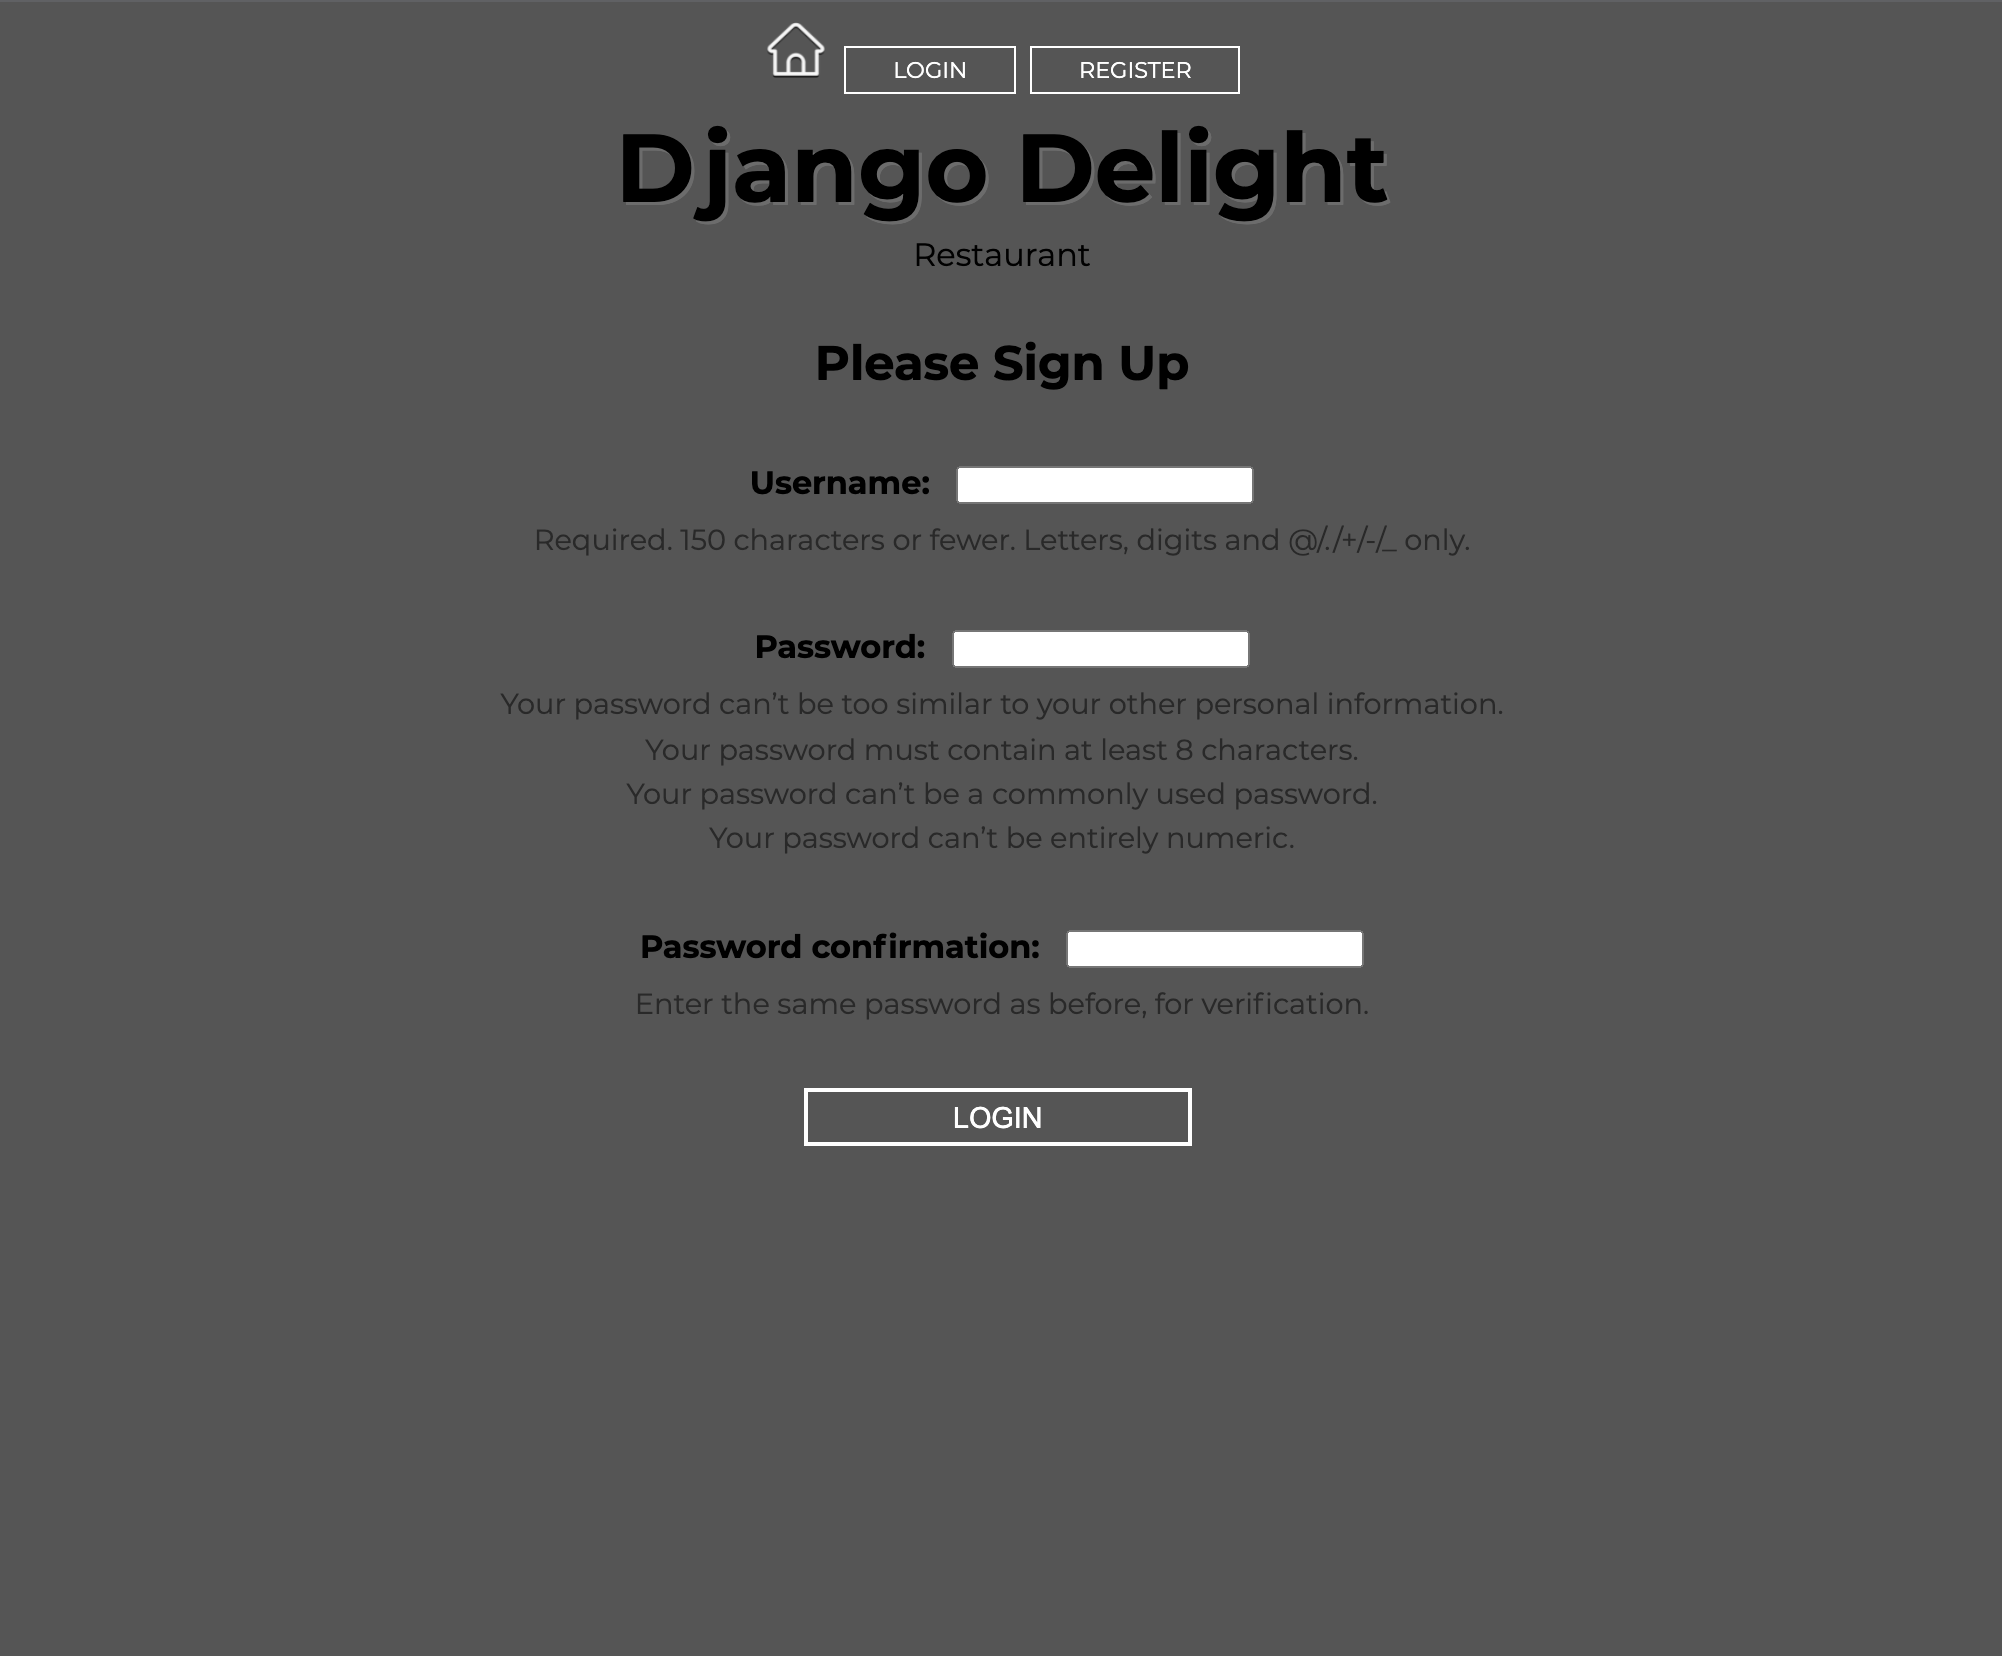 LOGIN REGISTER
Django Delight
Restaurant
Please Sign Up
Username:
Required. 150 characters or fewer. Letters, digits and @/./+/-/_ only.
Password:
Your password can’t be too similar to your other personal information.
Your password must contain at least 8 characters.
Your password can’t be a commonly used password.
Your password can’t be entirely numeric.
Password confirmation:
Enter the same password as before, for verification.
LOGIN